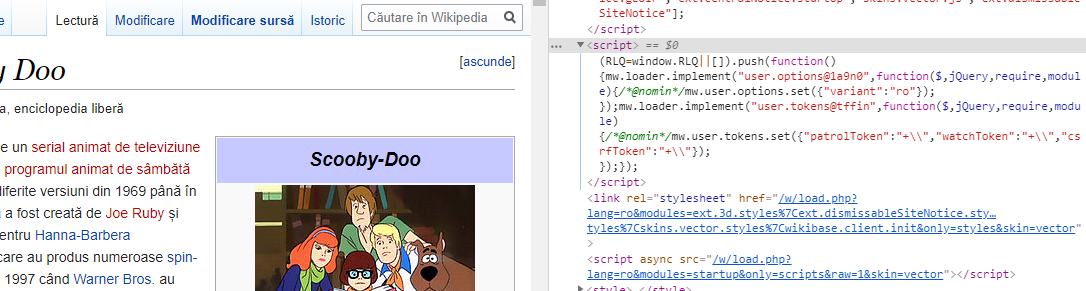 e Lectură Modificare Modificare sursă Istoric Căutare în Wikipedia
y Doo
[ascunde]
a, enciclopedia liberă
e un serial animat de televiziune
programul animat de sâmbătă
diferite versiuni din 1969 până în
a fost creată de Joe Ruby și
entru Hanna-Barbera
care au produs numeroase spin-
1997 când Warner Bros. au
Scooby-Doo
SiteNotice"];
</script>
<script> == $0
(RLQ=window.RLQ||[]).push(function()
{mw.loader.implement("user.options@1a9n0",function($,jQuery,require,modul
e){/*@nomin*/mw.user.options.set({"variant":"ro"});
});mw.loader.implement("user.tokens@tffin",function($,jQuery,require,modu
le)
{/*@nomin*/mw.user.tokens.set({"patrolToken":"+\\","watchToken":"+\\","cs
rfToken":"+\\"});
});});
</script>
<link rel="stylesheet" href="/w/load.php?
lang=ro&modules=ext.3d.styles%7Cext.dismissableSiteNotice.sty…
tyles%7Cskins.vector.styles%7Cwikibase.client.init&only=styles&skin=vector"
>
<script async src="/w/load.php?
lang=ro&modules=startup&only=scripts&raw=1&skin=vector"></script>
<style>…</style>